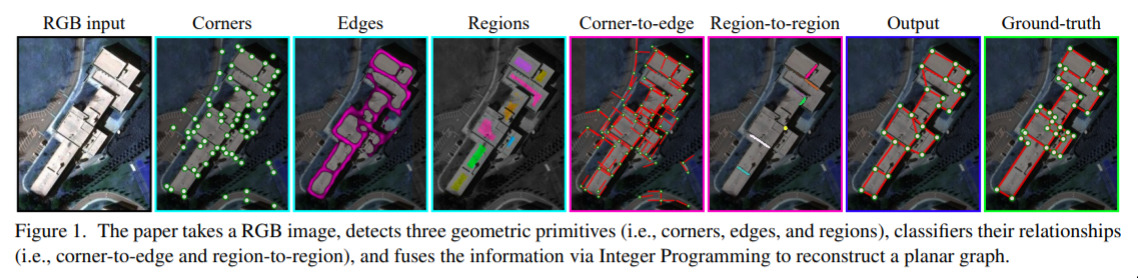 RGB input Corners Edges Regions Corner-to-edge Region-to-region Output Ground-truth
Figure 1. The paper takes a RGB image, detects three geometric primitives (i.e., corners, edges, and regions), classifiers their relationships
(i.e., corner-to-edge and region-to-region), and fuses the information via Integer Programming to reconstruct a planar graph.